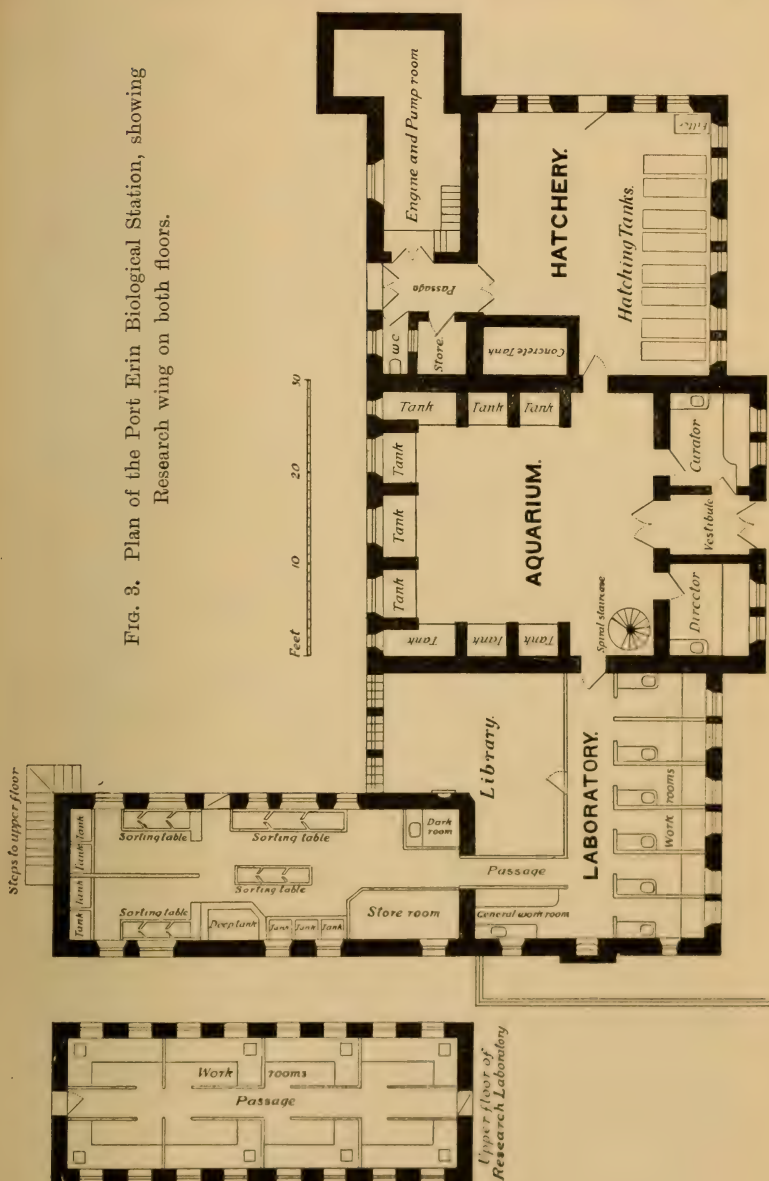 FIG. 3. Plan of the Port Erin Biological Station, showing
Research wing on both floors.
Feet 10 20 30
Steps to upper floor
Tank Tank Tank Tank
Sorting table
Sorting table
Sorting table
Sorting table
Deep tank
Tank Tank Tank
Dark
room
Store room
Passage
Library.
General work room
LABORATORY.
Work rooms
Work rooms
Passage
Upper floor of
Research Laboratory
Tank
Tank
Tank
Tank
Tank
Tank
Tank
Tank
Tank
AQUARIUM.
Spiral staircase
Director
Vestibule
Curator
WC
Store.
Passage
Engine and Pump room
Concrete Tank
HATCHERY.
Hatching Tanks.
Filter